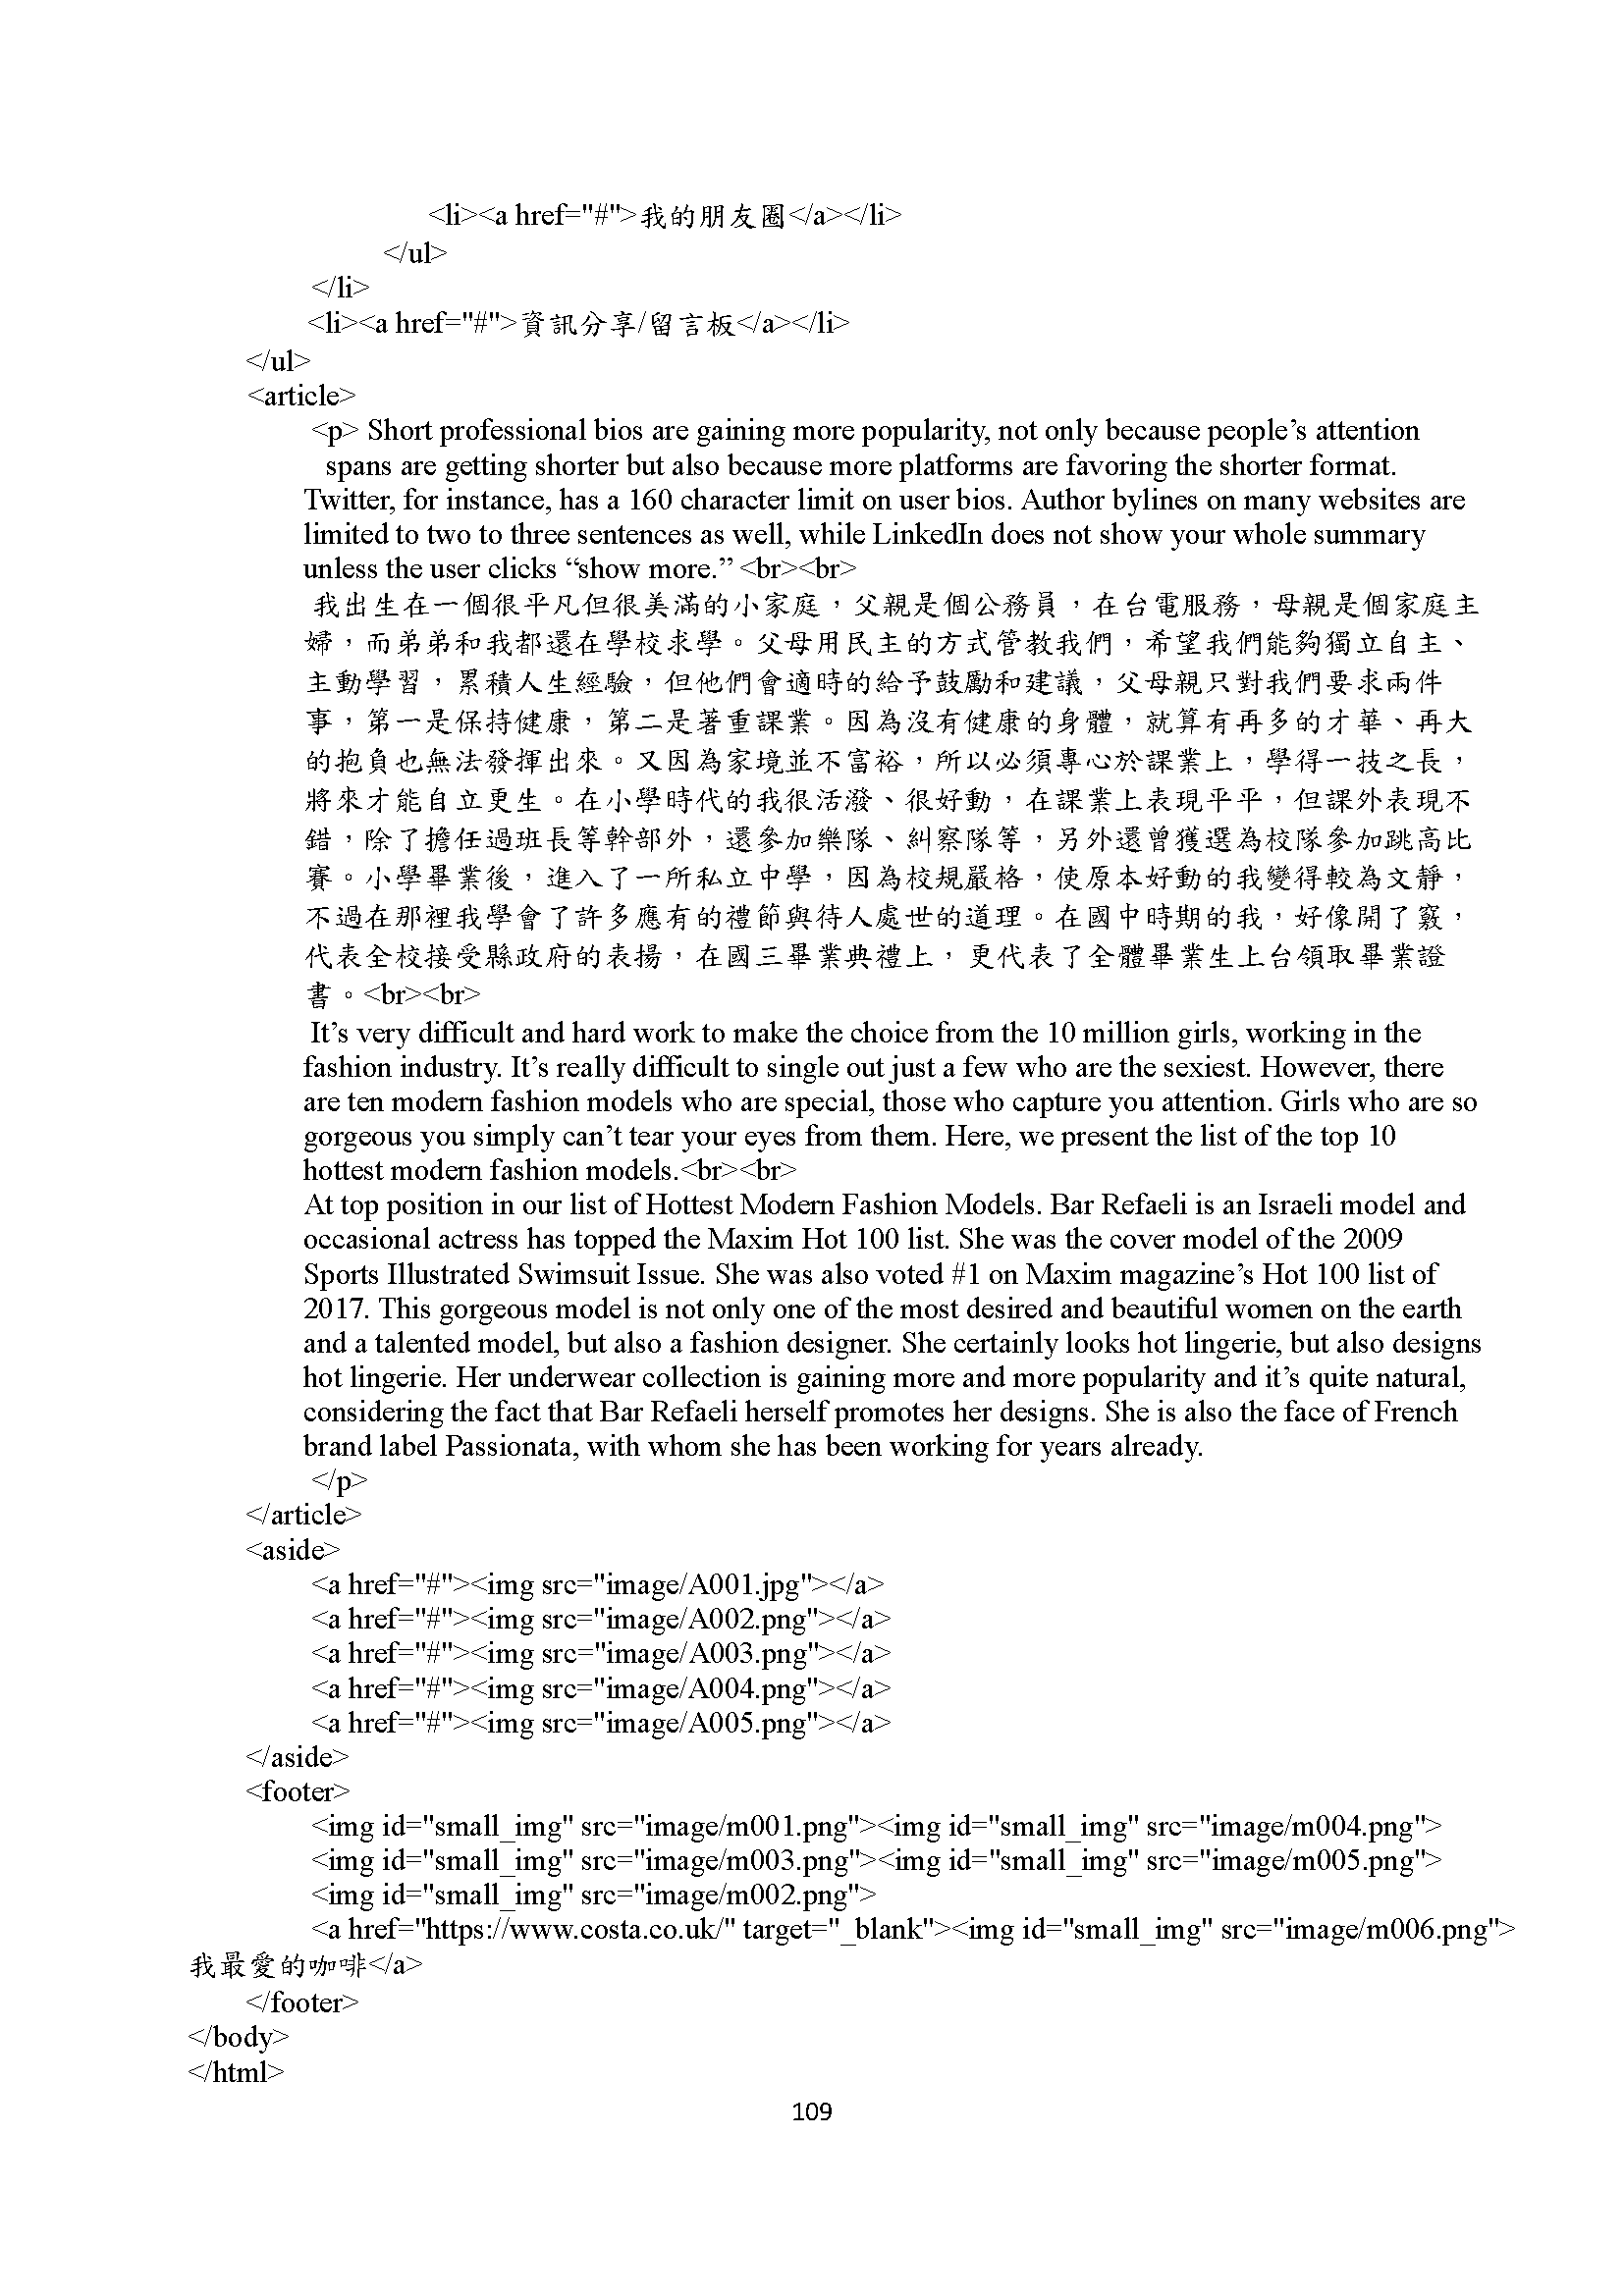 <li><a href="#">我的朋友圈</a></li>
</ul>
</li>
<li><a href="#">資訊分享/留言板</a></li>
</ul>
<article>
<p> Short professional bios are gaining more popularity, not only because people’s attention
spans are getting shorter but also because more platforms are favoring the shorter format.
Twitter, for instance, has a 160 character limit on user bios. Author bylines on many websites are
limited to two to three sentences as well, while LinkedIn does not show your whole summary
unless the user clicks “show more.” <br><br>
我出生在一個很平凡但很美滿的小家庭，父親是個公務員，在台電服務，母親是個家庭主
婦，而弟弟和我都還在學校求學。父母用民主的方式管教我們，希望我們能夠獨立自主、
主動學習，累積人生經驗，但他們會適時的給予鼓勵和建議，父母親只對我們要求兩件
事，第一是保持健康，第二是著重課業。因為沒有健康的身體，就算有再多的才華、再大
的抱負也無法發揮出來。又因為家境並不富裕，所以必須專心於課業上，學得一技之長，
將來才能自立更生。在小學時代的我很活潑、很好動，在課業上表現平平，但課外表現不
錯，除了擔任過班長等幹部外，還參加樂隊、糾察隊等，另外還曾獲選為校隊參加跳高比
賽。小學畢業後，進入了一所私立中學，因為校規嚴格，使原本好動的我變得較為文靜，
不過在那裡我學會了許多應有的禮節與待人處世的道理。在國中時期的我，好像開了竅，
代表全校接受縣政府的表揚，在國三畢業典禮上，更代表了全體畢業生上台領取畢業證
書。<br><br>
It’s very difficult and hard work to make the choice from the 10 million girls, working in the
fashion industry. It’s really difficult to single out just a few who are the sexiest. However, there
are ten modern fashion models who are special, those who capture you attention. Girls who are so
gorgeous you simply can’t tear your eyes from them. Here, we present the list of the top 10
hottest modern fashion models.<br><br>
At top position in our list of Hottest Modern Fashion Models. Bar Refaeli is an Israeli model and
occasional actress has topped the Maxim Hot 100 list. She was the cover model of the 2009
Sports Illustrated Swimsuit Issue. She was also voted #1 on Maxim magazine’s Hot 100 list of
2017. This gorgeous model is not only one of the most desired and beautiful women on the earth
and a talented model, but also a fashion designer. She certainly looks hot lingerie, but also designs
hot lingerie. Her underwear collection is gaining more and more popularity and it’s quite natural,
considering the fact that Bar Refaeli herself promotes her designs. She is also the face of French
brand label Passionata, with whom she has been working for years already.
</p>
</article>
<aside>
<a href="#"><img src="image/A001.jpg"></a>
<a href="#"><img src="image/A002.png"></a>
<a href="#"><img src="image/A003.png"></a>
<a href="#"><img src="image/A004.png"></a>
<a href="#"><img src="image/A005.png"></a>
</aside>
<footer>
<img id="small_img" src="image/m001.png"><img id="small_img" src="image/m004.png">
<img id="small_img" src="image/m003.png"><img id="small_img" src="image/m005.png">
<img id="small_img" src="image/m002.png">
<a href="https://www.costa.co.uk/" target="_blank"><img id="small_img" src="image/m006.png">
我最愛的咖啡</a>
</footer>
</body>
</html>
109